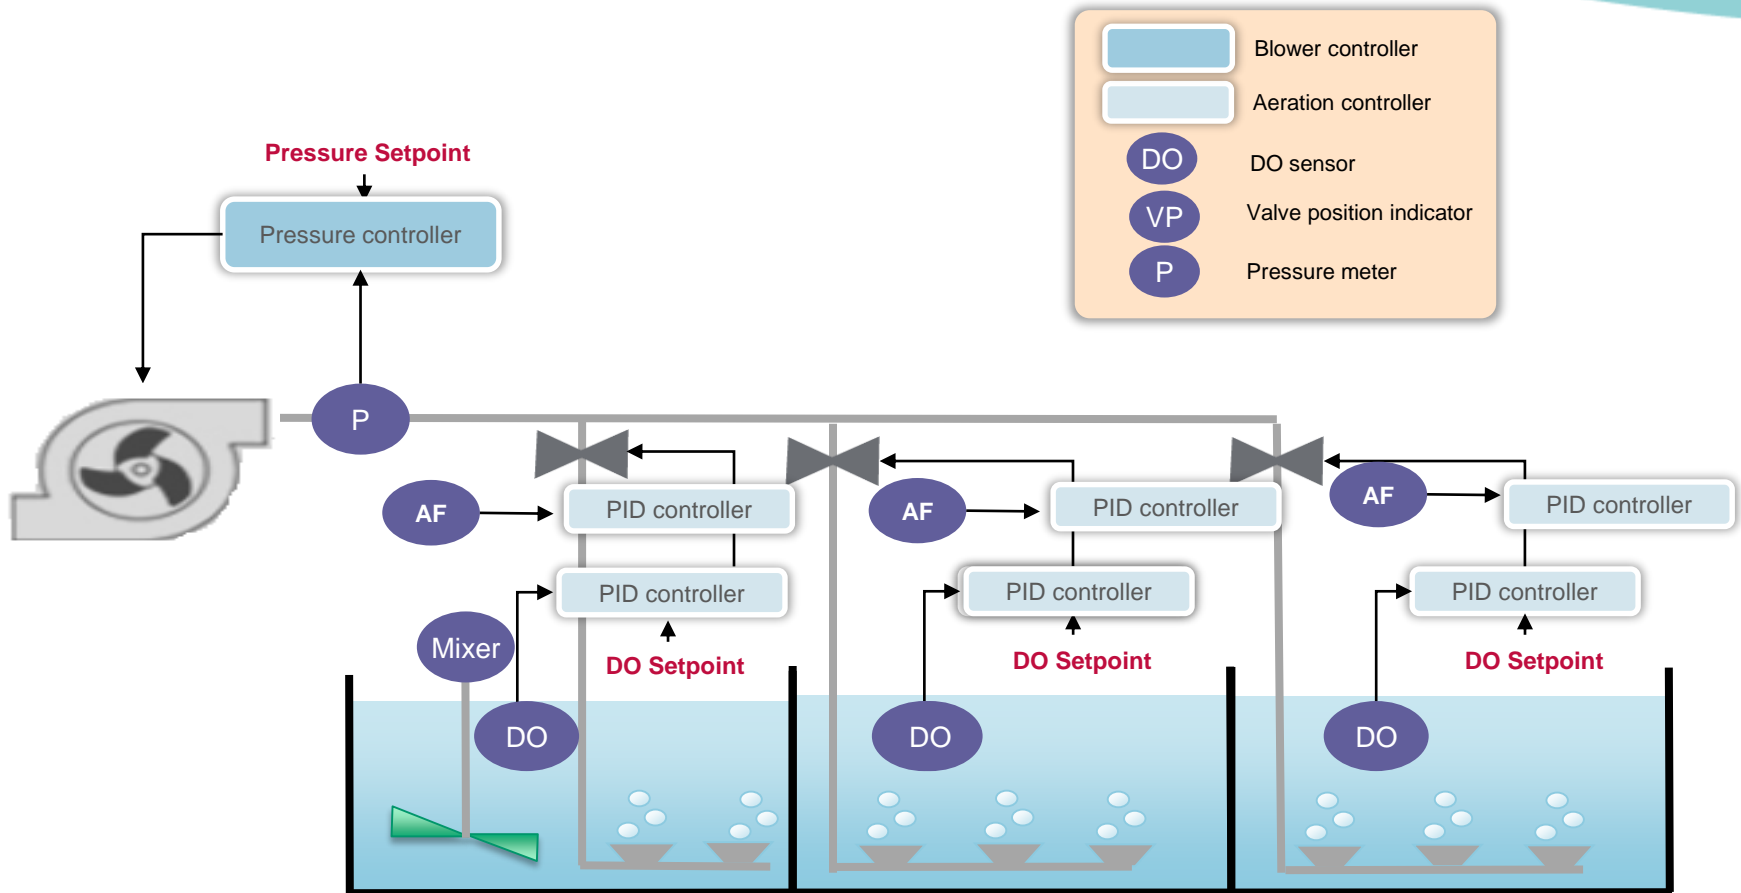 Blower controller
Aeration controller
DO
DO sensor
VP
Valve position indicator
P
Pressure meter
Pressure Setpoint
Pressure controller
P
AF
PID controller
AF
PID controller
AF
PID controller
PID controller
PID controller
PID controller
Mixer
DO Setpoint
DO Setpoint
DO Setpoint
DO
DO
DO